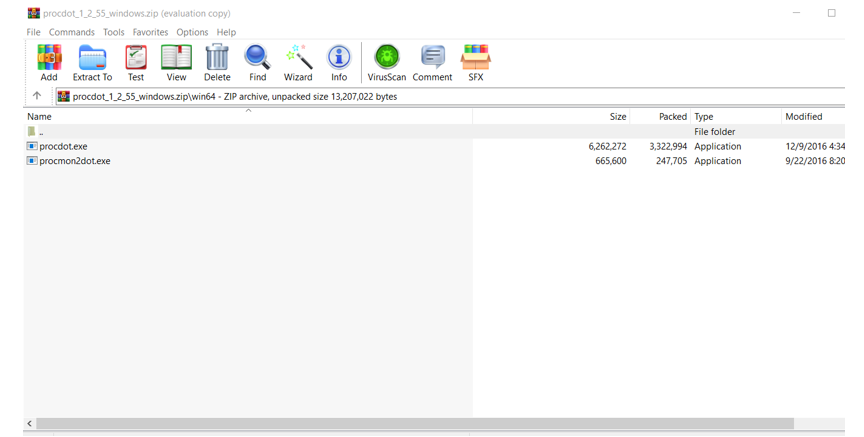 procdot_1_2_55_windows.zip (evaluation copy)
File Commands Tools Favorites Options Help
Add Extract To Test View Delete Find Wizard Info VirusScan Comment SFX
procdot_1_2_55_windows.zip\win64 - ZIP archive, unpacked size 13,207,022 bytes
Name Size Packed Type Modified
.. File folder
procdot.exe 6,262,272 3,322,994 Application 12/9/2016 4:34
procmon2dot.exe 665,600 247,705 Application 9/22/2016 8:20